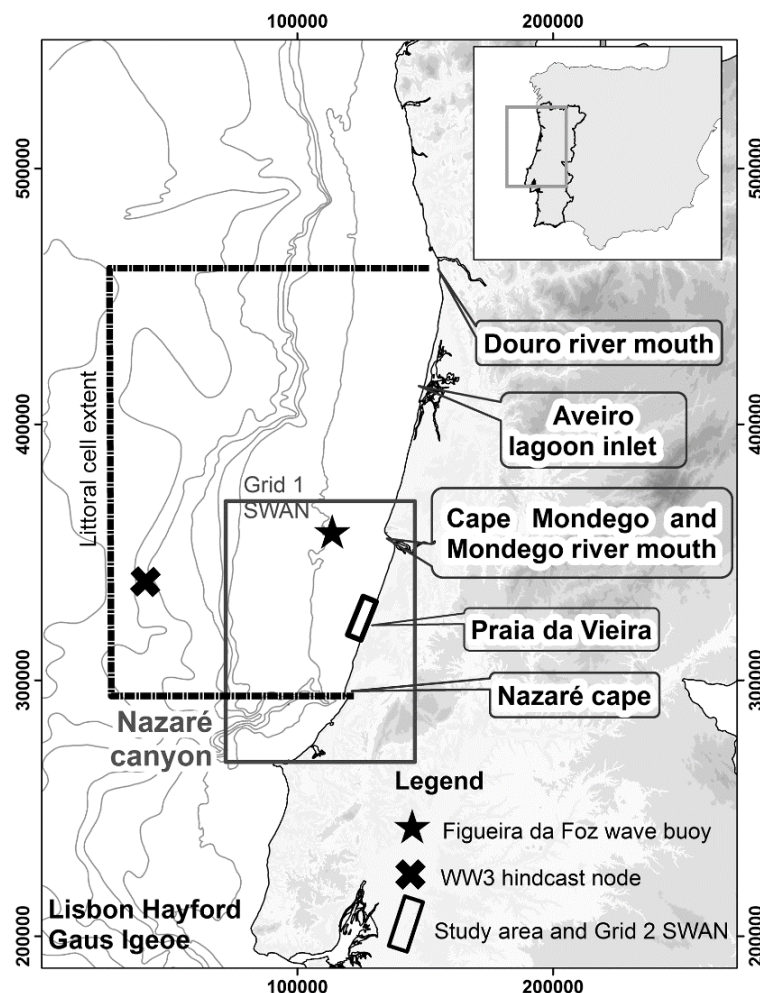 100000
200000
500000
500000
Douro river mouth
Littoral cell extent
Aveiro
lagoon inlet
400000
400000
Grid 1
SWAN
Cape Mondego and
Mondego river mouth
Praia da Vieira
300000
300000
Nazaré cape
Nazaré
canyon
Legend
Figueira da Foz wave buoy
WW3 hindcast node
Study area and Grid 2 SWAN
Lisbon Hayford
Gaus Igeoe
200000
200000
100000
200000